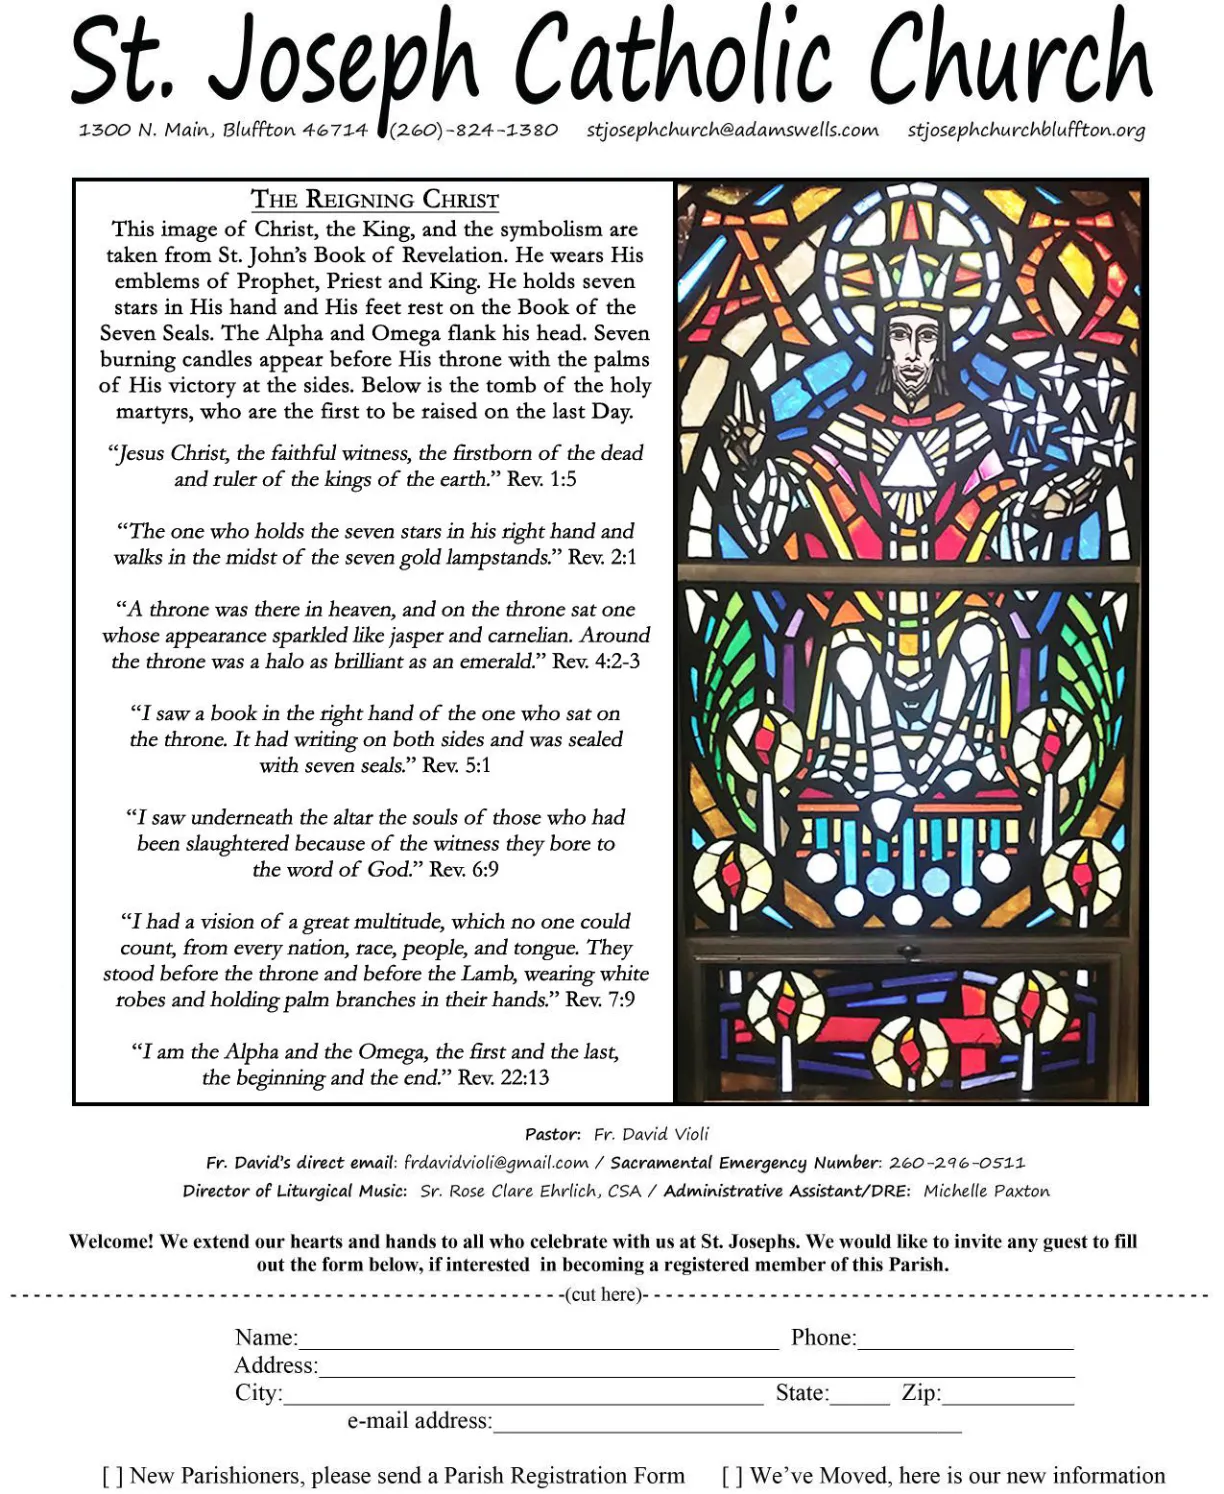 St. Joseph Catholic Church
1300 N. Main, Bluffton 46714 (260)-824-1380 stjosephchurch@adamswells.com stjosephchurchbluffton.org
THE REIGNING CHRIST
This image of Christ, the King, and the symbolism are
taken from St. John's Book of Revelation. He wears His
emblems of Prophet, Priest and King. He holds seven
stars in His hand and His feet rest on the Book of the
Seven Seals. The Alpha and Omega flank his head. Seven
burning candles appear before His throne with the palms
of His victory at the sides. Below is the tomb of the holy
martyrs, who are the first to be raised on the last Day.
“Jesus Christ, the faithful witness, the firstborn of the dead
and ruler of the kings of the earth.” Rev. 1:5
“The one who holds the seven stars in his right hand and
walks in the midst of the seven gold lampstands.” Rev. 2:1
“A throne was there in heaven, and on the throne sat one
whose appearance sparkled like jasper and carnelian. Around
the throne was a halo as brilliant as an emerald.” Rev. 4:2-3
“I saw a book in the right hand of the one who sat on
the throne. It had writing on both sides and was sealed
with seven seals.” Rev. 5:1
“I saw underneath the altar the souls of those who had
been slaughtered because of the witness they bore to
the word of God.” Rev. 6:9
“I had a vision of a great multitude, which no one could
count, from every nation, race, people, and tongue. They
stood before the throne and before the Lamb, wearing white
robes and holding palm branches in their hands.” Rev. 7:9
“I am the Alpha and the Omega, the first and the last,
the beginning and the end.” Rev. 22:13
Pastor: Fr. David Violi
Fr. David's direct email: frdavidvioli@gmail.com / Sacramental Emergency Number: 260-296-0511
Director of Liturgical Music: Sr. Rose Clare Ehrlich, CSA / Administrative Assistant/DRE: Michelle Paxton
Welcome! We extend our hearts and hands to all who celebrate with us at St. Josephs. We would like to invite any guest to fill
out the form below, if interested in becoming a registered member of this Parish.
(cut here)
Name: Phone:
Address:
City: State: Zip:
e-mail address:
[ ] New Parishioners, please send a Parish Registration Form [ ] We've Moved, here is our new information